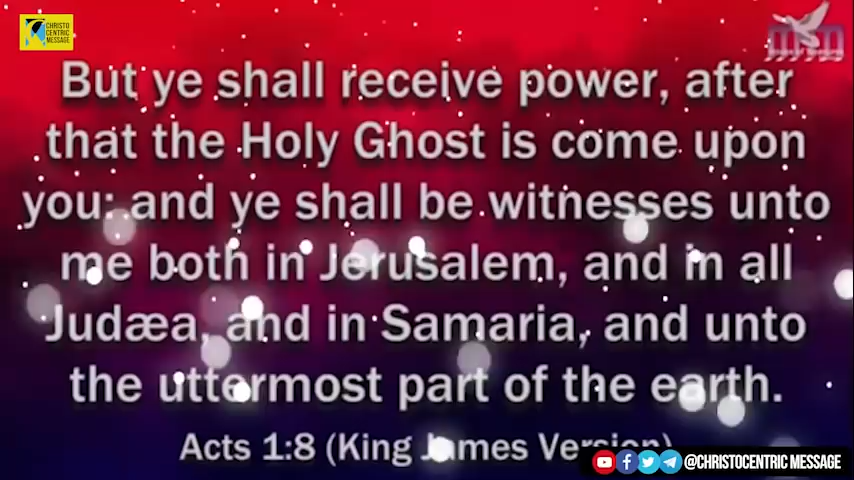 CHRISTO
CENTRIC
MESSAGE
But ye shall receive power, after
that the Holy Ghost is come upon
you: and ye shall be witnesses unto
me both in Jerusalem, and in all
Judæa, and in Samaria, and unto
the uttermost part of the earth.
Acts 1:8 (King James Version)
@CHRISTOCENTRIC MESSAGE